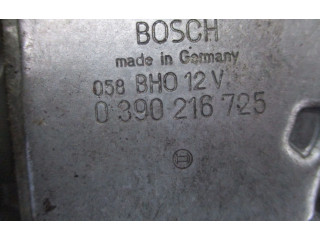 BOSCH
made in Germany
058 BHO 12 V
0 390 216 725